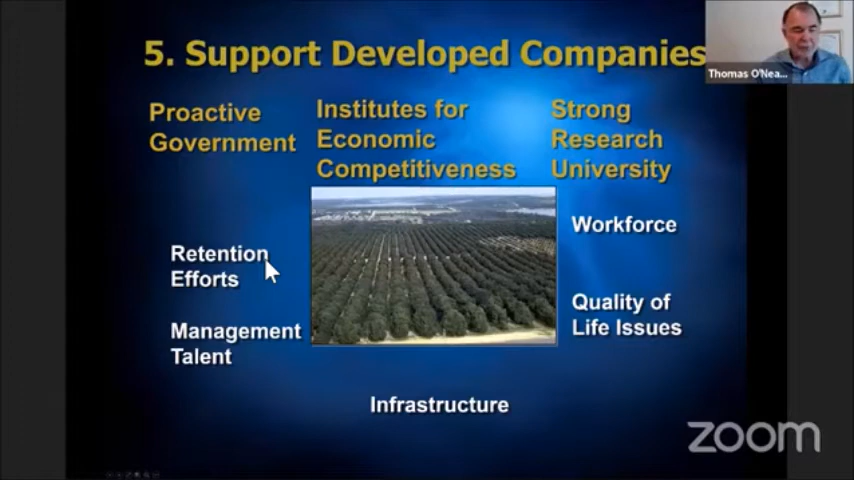 5. Support Developed Companies
Thomas O'Nea...
Proactive
Government
Institutes for
Economic
Competitiveness
Strong
Research
University
Workforce
Retention
Efforts
Quality of
Life Issues
Management
Talent
Infrastructure
zoom